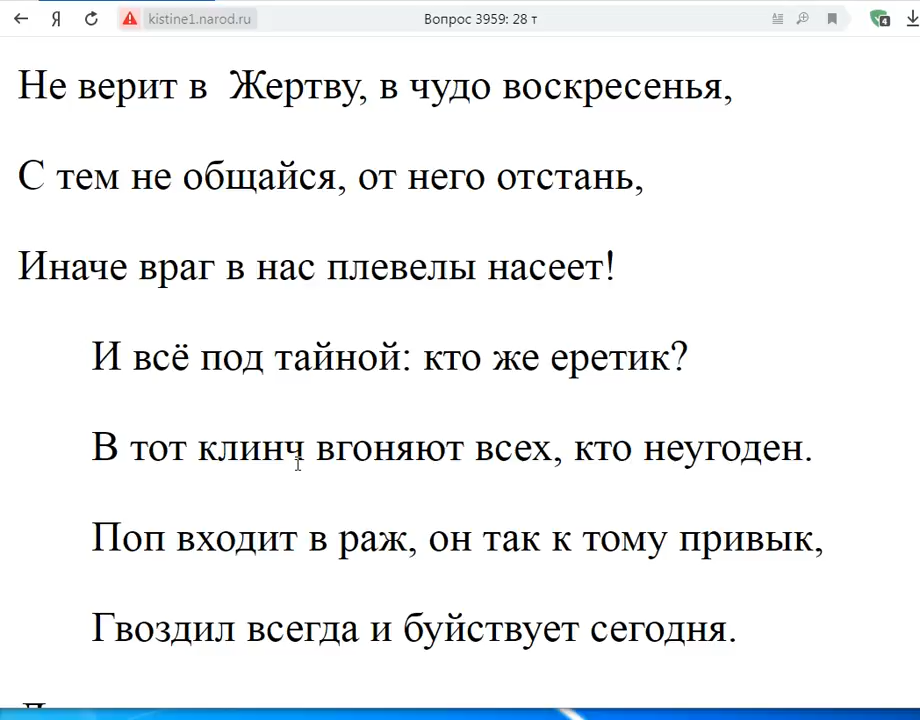 Я
kistine1.narod.ru
Вопрос 3959: 28 т
4
Не верит в  Жертву, в чудо воскресенья,
С тем не общайся, от него отстань,
Иначе враг в нас плевелы насеет!
И всё под тайной: кто же еретик?
В тот клинч вгоняют всех, кто неугоден.
Поп входит в раж, он так к тому привык,
Гвоздил всегда и буйствует сегодня.